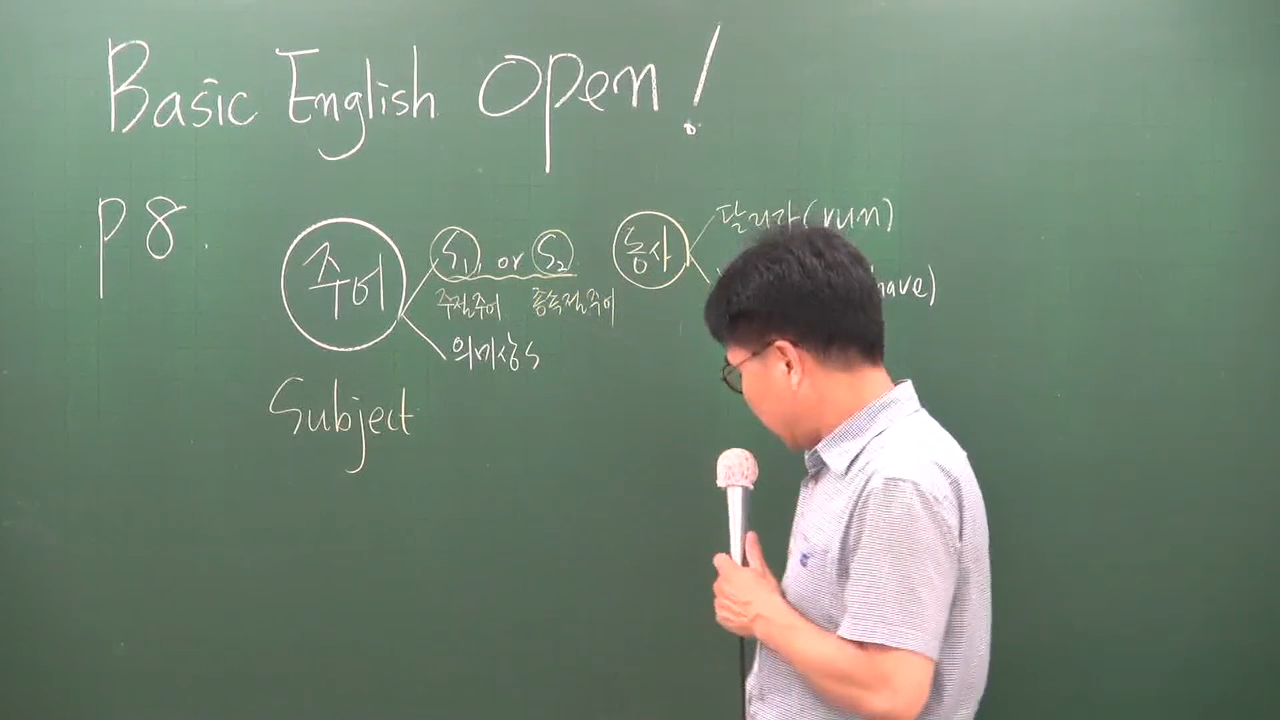 Basic English Open!
p 8.
주어 S1 or S2 동사 달리다(run)
주절주어 종속절주어 have)
의미상S
Subject